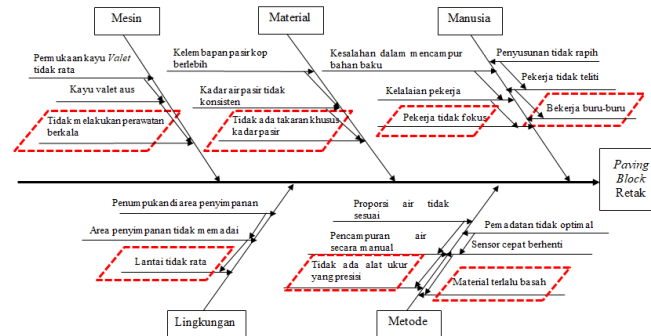 Mesin
Material
Manusia
Permukaan kayu Valet
tidak rata
Kayu valet aus
Tidak melakukan perawatan
berkala
Kelembapan pasir kop
berlebih
Kadar air pasir tidak
konsisten
Tidak ada takaran khusus
kadar pasir
Kesalahan dalam mencampur
bahan baku
Kelalaian pekerja
Pekerja tidak fokus
Penyusunan tidak rapih
Pekerja tidak teliti
Bekerja buru-buru
Paving
Block
Retak
Penumpukan di area penyimpanan
Area penyimpanan tidak memadai
Lantai tidak rata
Proporsi air tidak
sesuai
Pencampuran air
secara manual
Tidak ada alat ukur
yang presisi
Pemadatan tidak optimal
Sensor cepat berhenti
Material terlalu basah
Lingkungan
Metode